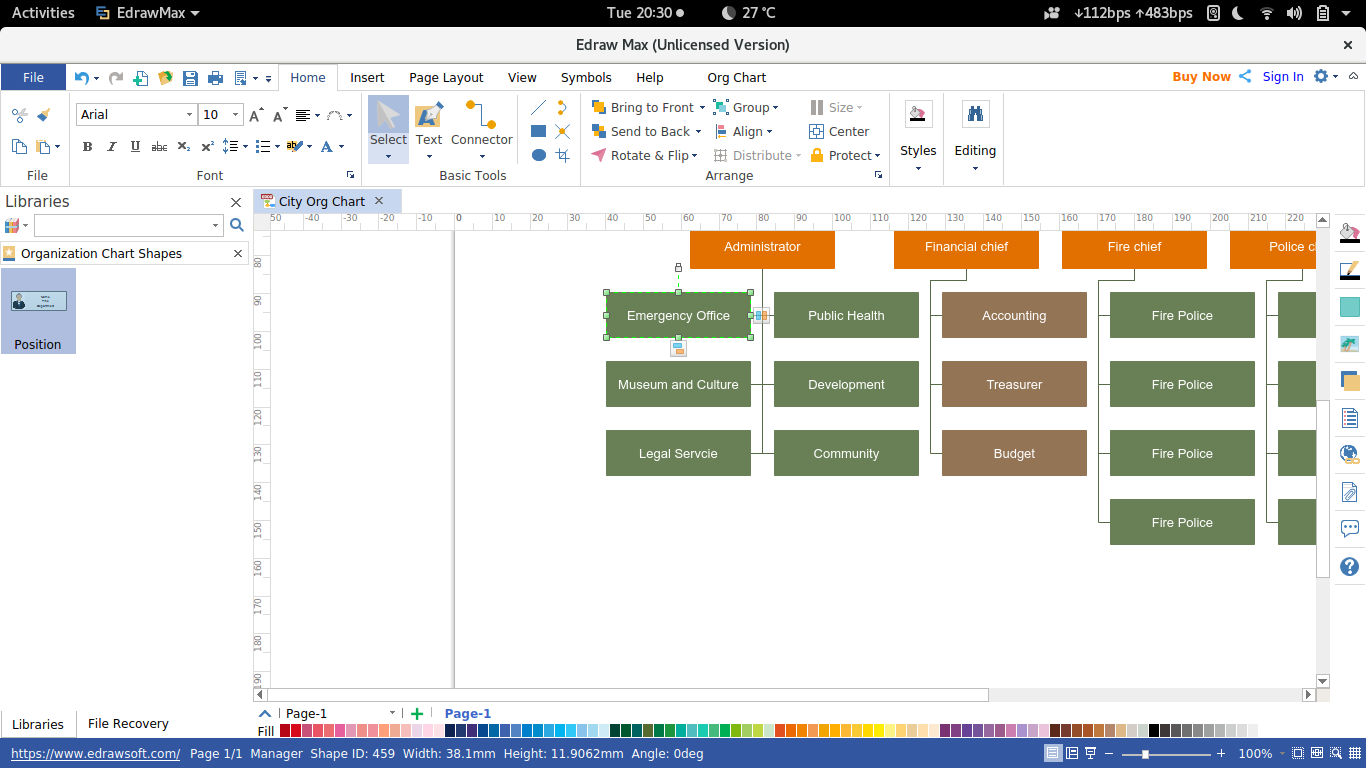 Activities EdrawMax Tue 20:30 27 °C ↓112bps ↑483bps
Edraw Max (Unlicensed Version)
File Home Insert Page Layout View Symbols Help Org Chart Buy Now Sign In
Arial 10
B I U abc X2 X2 ab A
File Font
Select Text Connector
Basic Tools
Bring to Front Group Size
Send to Back Align Center
Rotate & Flip Distribute Protect
Arrange
Styles Editing
Libraries
Organization Chart Shapes
Position
City Org Chart
50 -40 -30 -20 -10 0 10 20 30 40 50 60 70 80 90 100 110 120 130 140 150 160 170 180 190 200 210 220
80
90
100
110
120
130
140
150
160
170
180
190
Administrator Financial chief Fire chief Police c
Emergency Office Public Health Accounting Fire Police
Museum and Culture Development Treasurer Fire Police
Legal Servcie Community Budget Fire Police
Fire Police
Page-1 Page-1
Libraries File Recovery
Fill
https://www.edrawsoft.com/ Page 1/1 Manager Shape ID: 459 Width: 38.1mm Height: 11.9062mm Angle: 0deg 100%